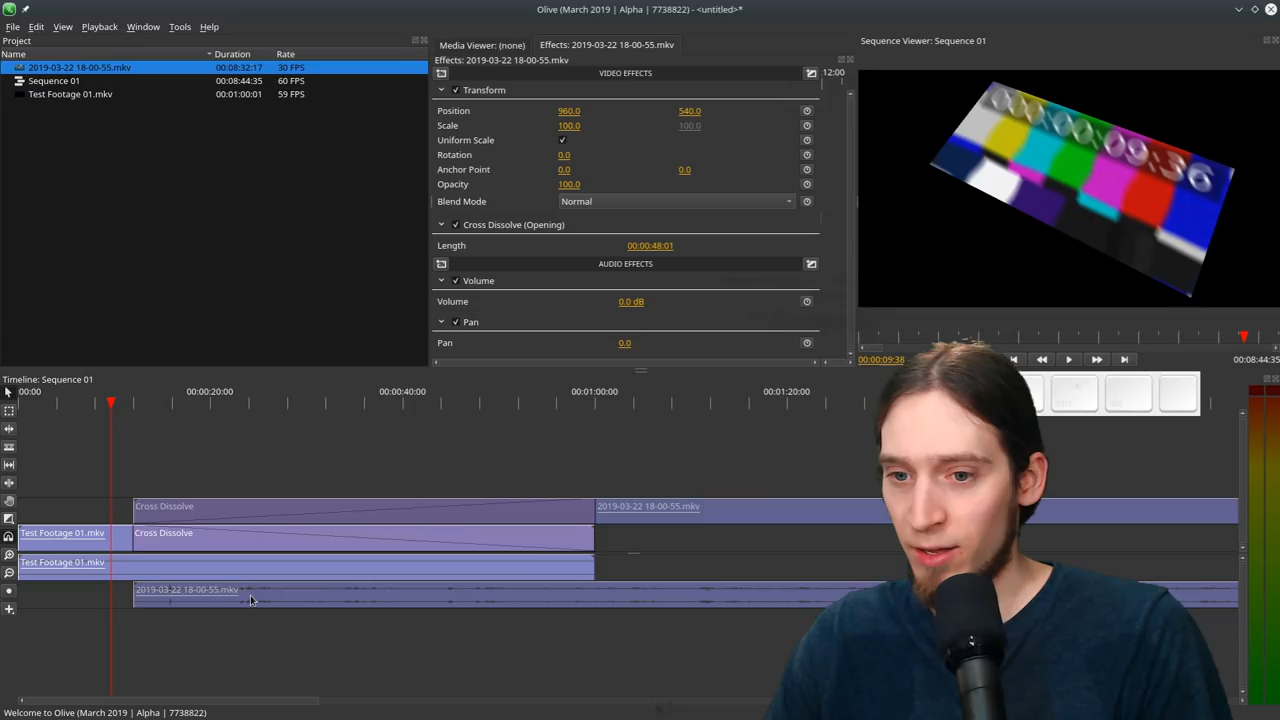 Olive (March 2019 | Alpha | 7738822) - <untitled>*
File Edit View Playback Window Tools Help
Project
Name Duration Rate
2019-03-22 18-00-55.mkv 00:08:32:17 30 FPS
Sequence 01 00:08:44:35 60 FPS
Test Footage 01.mkv 00:01:00:01 59 FPS
Media Viewer: (none) Effects: 2019-03-22 18-00-55.mkv
Effects: 2019-03-22 18-00-55.mkv
VIDEO EFFECTS
12:00
Transform
Position 960.0 540.0
Scale 100.0 100.0
Uniform Scale
Rotation 0.0
Anchor Point 0.0 0.0
Opacity 100.0
Blend Mode Normal
Cross Dissolve (Opening)
Length 00:00:48:01
AUDIO EFFECTS
Volume
Volume 0.0 dB
Pan
Pan 0.0
Sequence Viewer: Sequence 01
00:00:09:36
00:00:09:38 00:08:44:35
Timeline: Sequence 01
00:00 00:00:20:00 00:00:40:00 00:01:00:00 00:01:20:00
Cross Dissolve 2019-03-22 18-00-55.mkv
Test Footage 01.mkv Cross Dissolve
Test Footage 01.mkv
2019-03-22 18-00-55.mkv
Welcome to Olive (March 2019 | Alpha | 7738822)